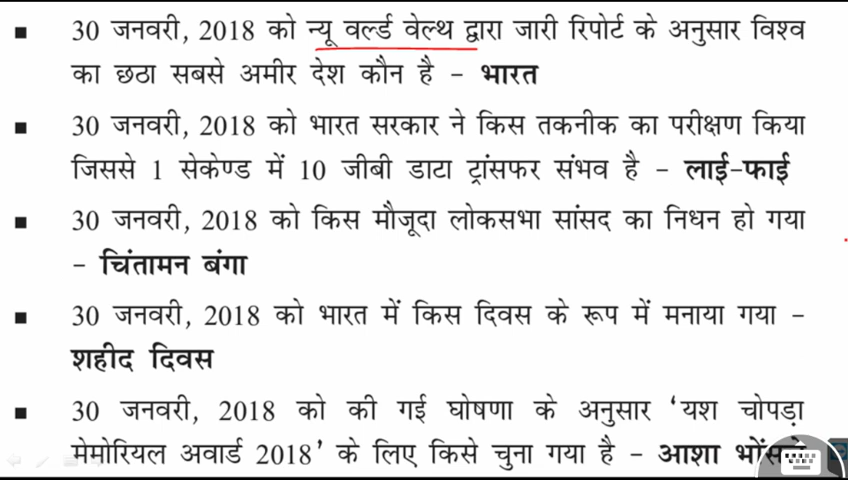 ▪ 30 जनवरी, 2018 को न्यू वर्ल्ड वेल्थ द्वारा जारी रिपोर्ट के अनुसार विश्व
का छठा सबसे अमीर देश कौन है – भारत
▪ 30 जनवरी, 2018 को भारत सरकार ने किस तकनीक का परीक्षण किया
जिससे 1 सेकेण्ड में 10 जीबी डाटा ट्रांसफर संभव है – लाई-फाई
▪ 30 जनवरी, 2018 को किस मौजूदा लोकसभा सांसद का निधन हो गया
– चिंतामन बंगा
▪ 30 जनवरी, 2018 को भारत में किस दिवस के रूप में मनाया गया –
शहीद दिवस
▪ 30 जनवरी, 2018 को की गई घोषणा के अनुसार ‘यश चोपड़ा
मेमोरियल अवार्ड 2018’ के लिए किसे चुना गया है – आशा